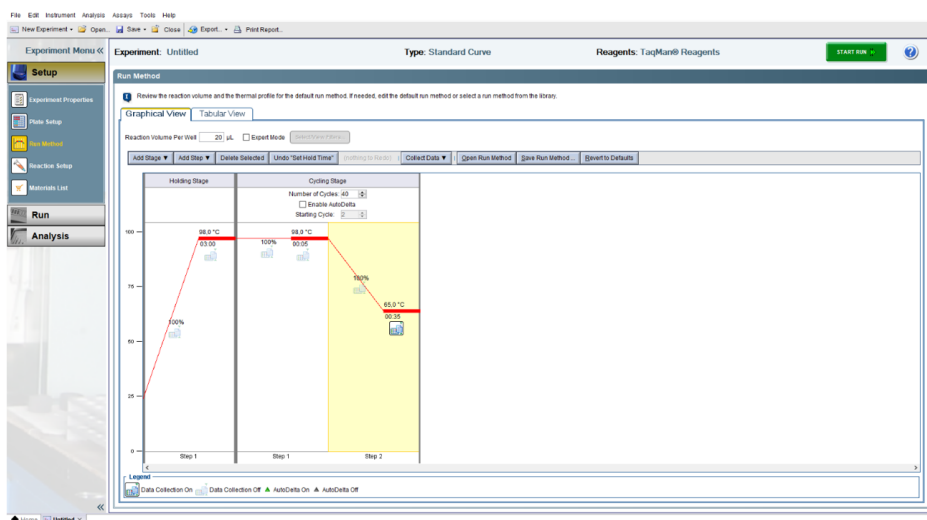 File Edit Instrument Analysis Assays Tools Help
New Experiment Open... Save Close Export... Print Report...
Experiment Menu «
Experiment: Untitled Type: Standard Curve Reagents: TaqMan® Reagents START RUN
Setup
Run Method
Review the reaction volume and the thermal profile for the default run method. If needed, edit the default run method or select a run method from the library.
Experiment Properties
Plate Setup
Run Method
Reaction Setup
Materials List
Run
Analysis
Graphical View Tabular View
Reaction Volume Per Well 20 µL Expert Mode
Add Stage ▼ Add Step ▼ Delete Selected Undo "Set Hold Time" (nothing to Redo) Collect Data ▼ Open Run Method Save Run Method... Revert to Defaults
Holding Stage Cycling Stage
Number of Cycles: 40
Enable AutoDelta
Starting Cycle: 2
100 98,0 °C 98,0 °C
03:00 100% 00:05
75 100%
65,0 °C
100% 00:35
50
25
0
Step 1 Step 1 Step 2
Legend
Data Collection On Data Collection Off AutoDelta On AutoDelta Off
«
Home Untitled ×